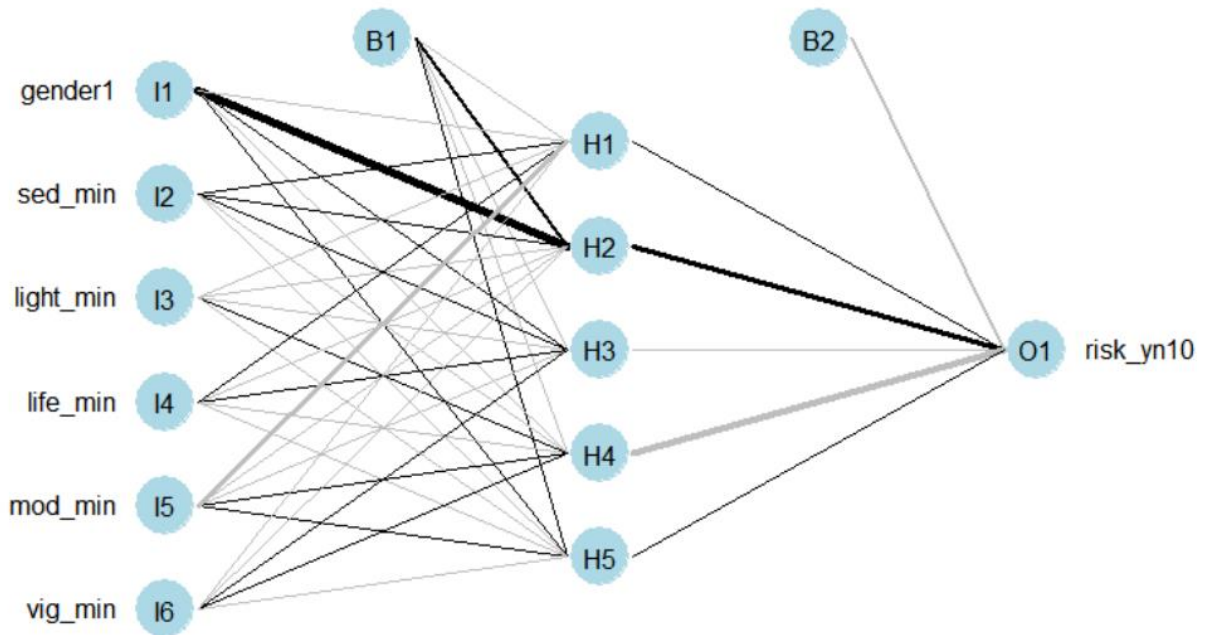 B1
B2
gender1 I1
H1
sed_min I2
H2
light_min I3
H3
O1 risk_yn10
life_min I4
H4
mod_min I5
H5
vig_min I6